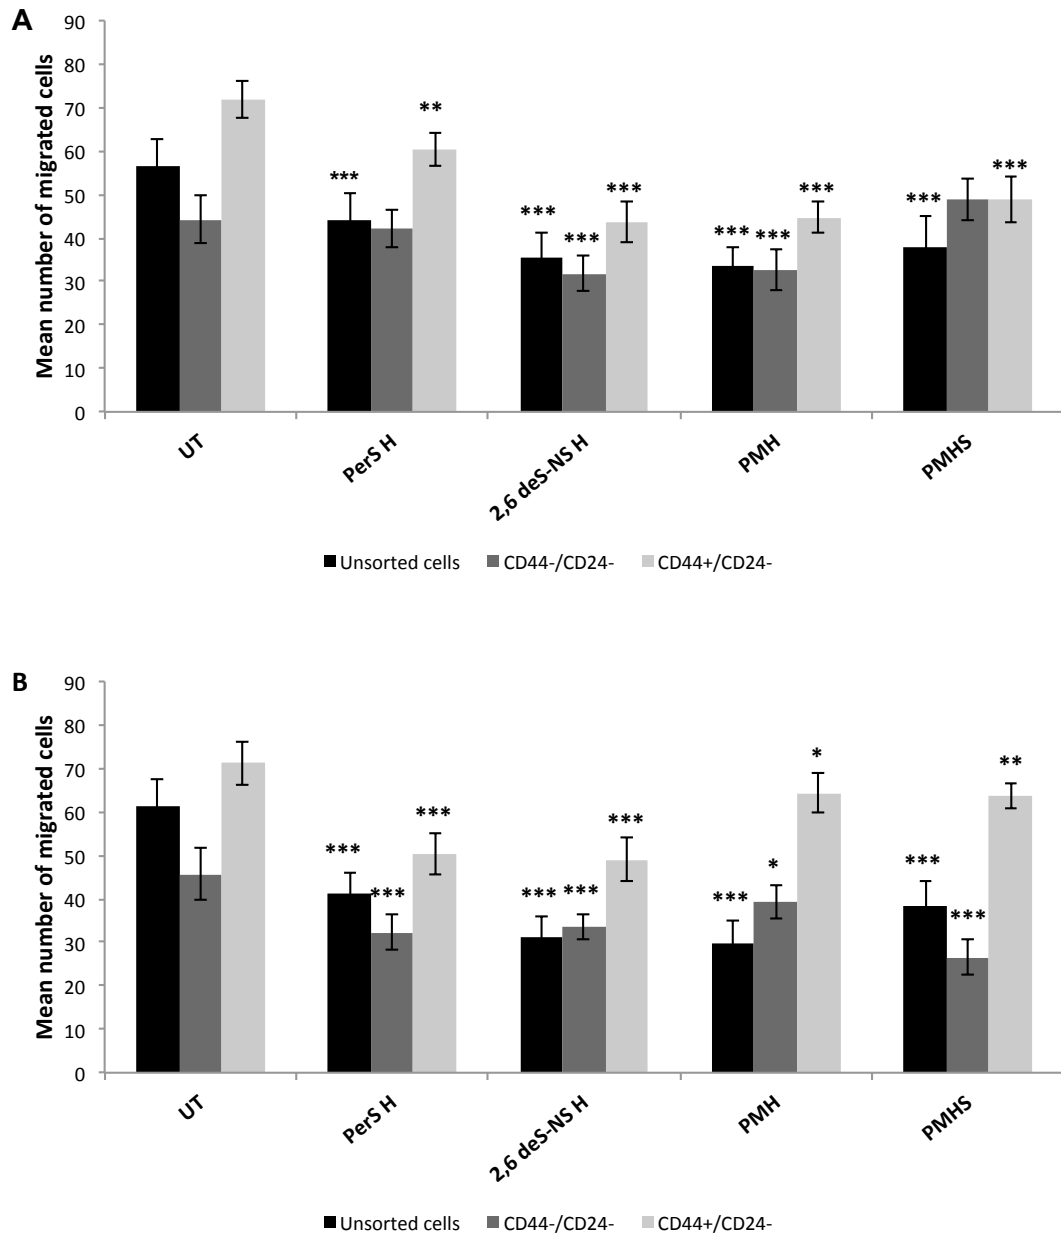 A
Mean number of migrated cells
90
80
70
60
50
40
30
20
10
0
**
***
***
***
***
***
***
***
***
***
UT
PerS H
2,6 deS-NS H
PMH
PMHS
Unsorted cells CD44-/CD24- CD44+/CD24-
B
Mean number of migrated cells
90
80
70
60
50
40
30
20
10
0
***
***
***
***
***
***
***
*
*
***
***
**
UT
PerS H
2,6 deS-NS H
PMH
PMHS
Unsorted cells CD44-/CD24- CD44+/CD24-